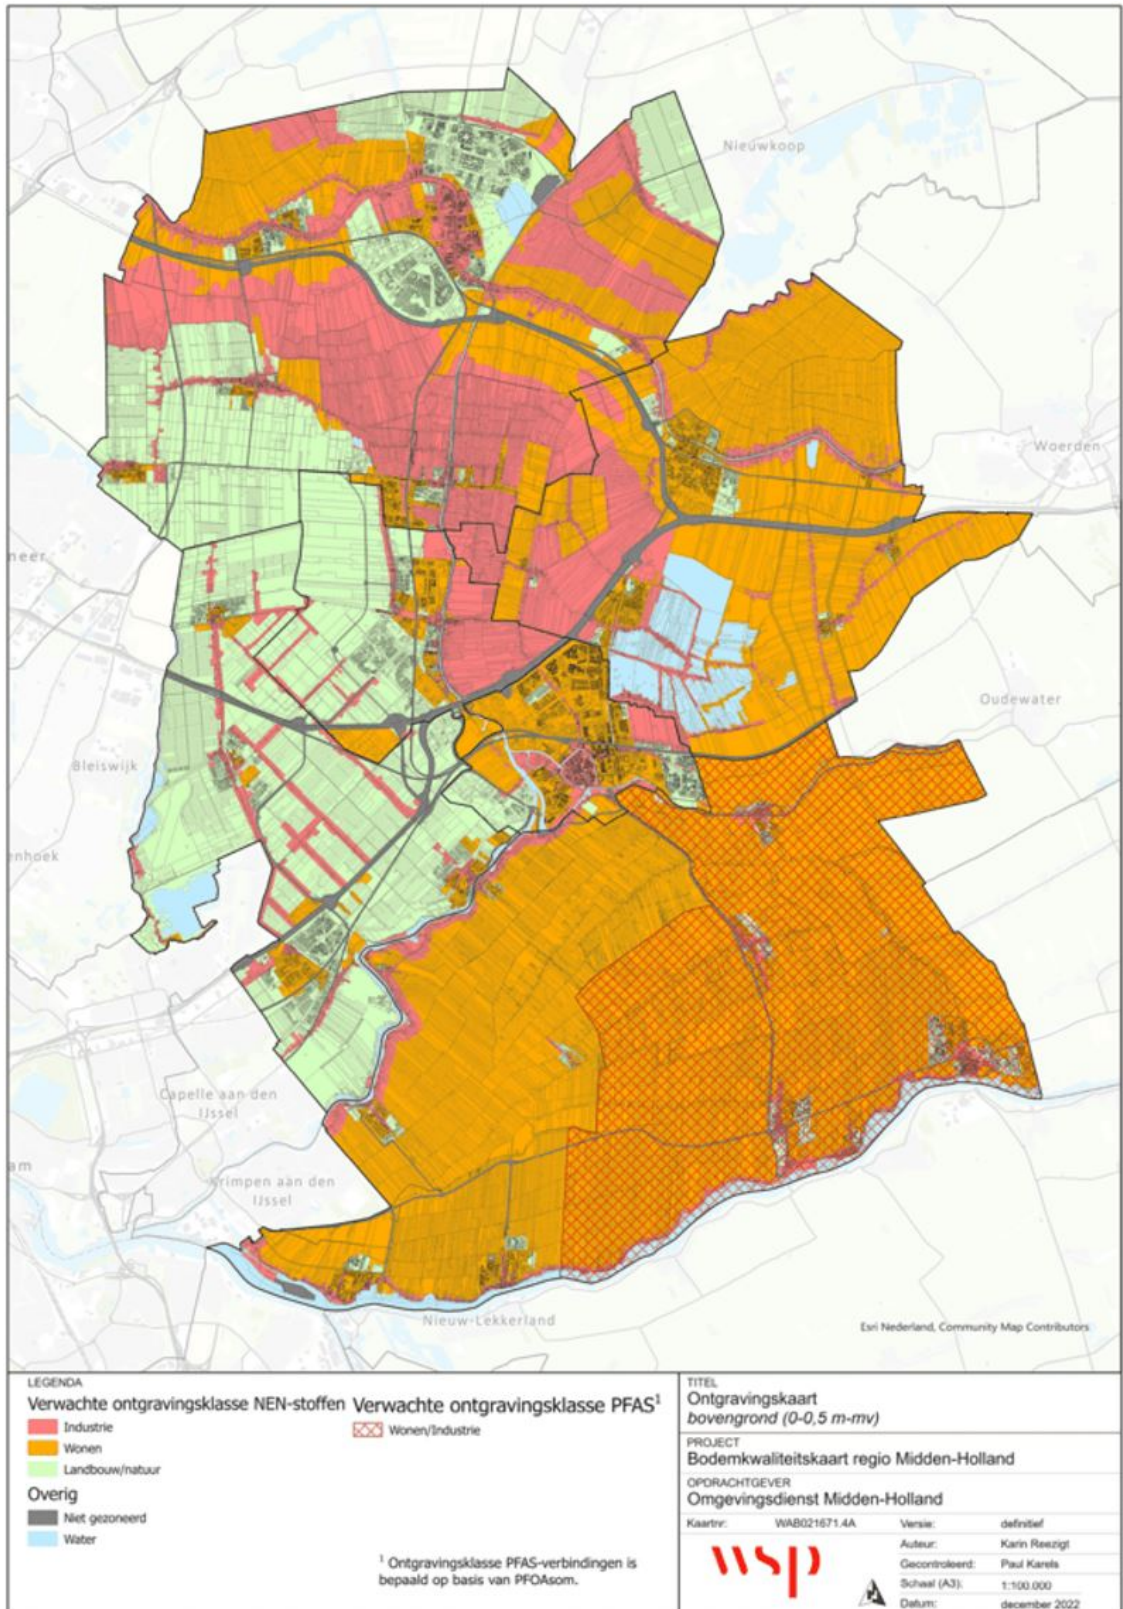 Nieuwkoop
Woerden
neer
Oudewater
Bleiswijk
enhoek
Capelle aan den
IJssel
am
Krimpen aan den
IJssel
Nieuw-Lekkerland
Esri Nederland, Community Map Contributors
LEGENDA
Verwachte ontgravingsklasse NEN-stoffen
Industrie
Wonen
Landbouw/natuur
Overig
Niet gezoneerd
Water
Verwachte ontgravingsklasse PFAS¹
Wonen/Industrie
¹ Ontgravingsklasse PFAS-verbindingen is
bepaald op basis van PFOAsom.
TITEL
Ontgravingskaart
bovengrond (0-0,5 m-mv)
PROJECT
Bodemkwaliteitskaart regio Midden-Holland
OPDRACHTGEVER
Omgevingsdienst Midden-Holland
Kaartnr: WAB021671.4A
Versie: definitief
Auteur: Karin Reezigt
Gecontroleerd: Paul Karels
Schaal (A3): 1:100.000
Datum: december 2022
wsp